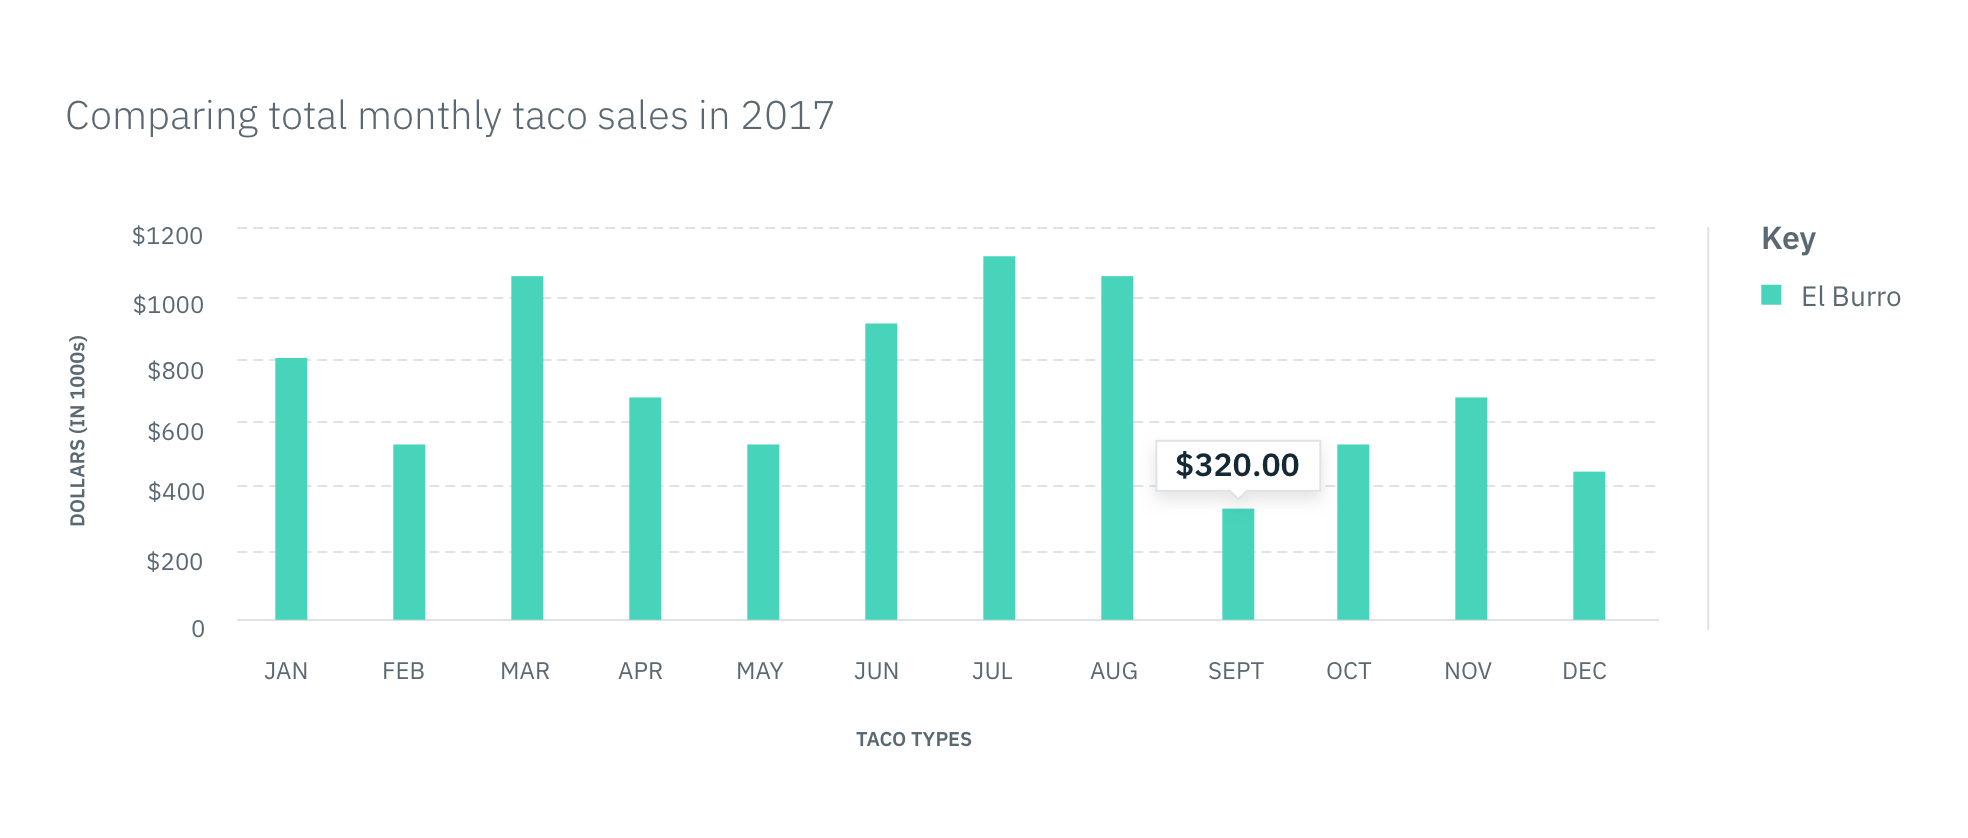 Comparing total monthly taco sales in 2017
$1200
$1000
$800
$600
$400
$200
0
DOLLARS (IN 1000s)
$320.00
JAN FEB MAR APR MAY JUN JUL AUG SEPT OCT NOV DEC
TACO TYPES
Key
El Burro